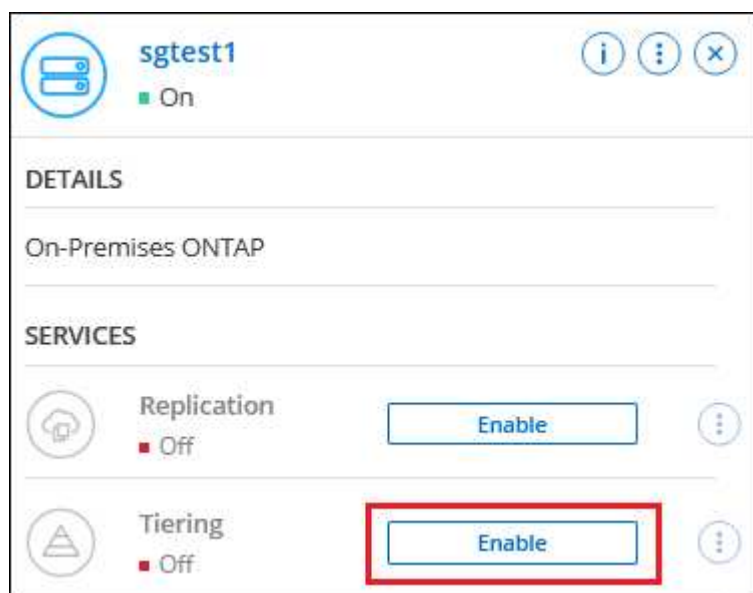 sgtest1
On
DETAILS
On-Premises ONTAP
SERVICES
Replication
Enable
Off
Tiering
Enable
Off